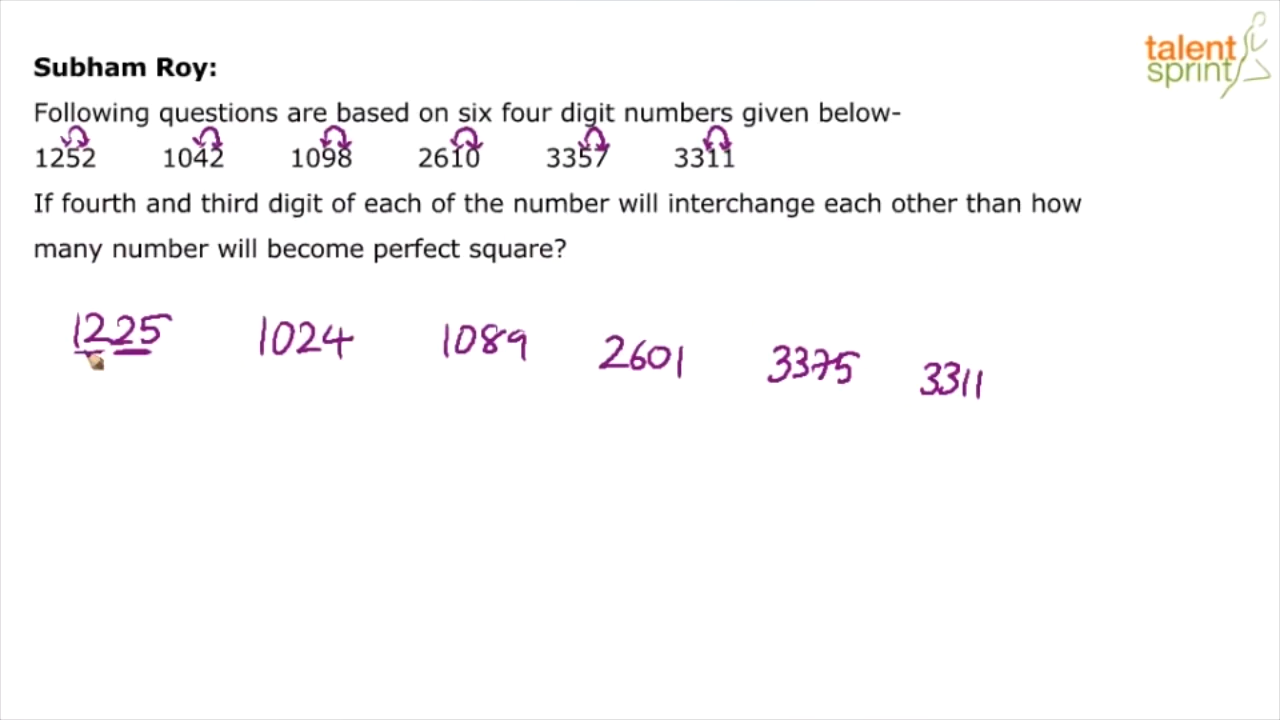 talent
sprint
Subham Roy:
Following questions are based on six four digit numbers given below-
1252 1042 1098 2610 3357 3311
If fourth and third digit of each of the number will interchange each other than how
many number will become perfect square?
1225 1024 1089 2601 3375 3311